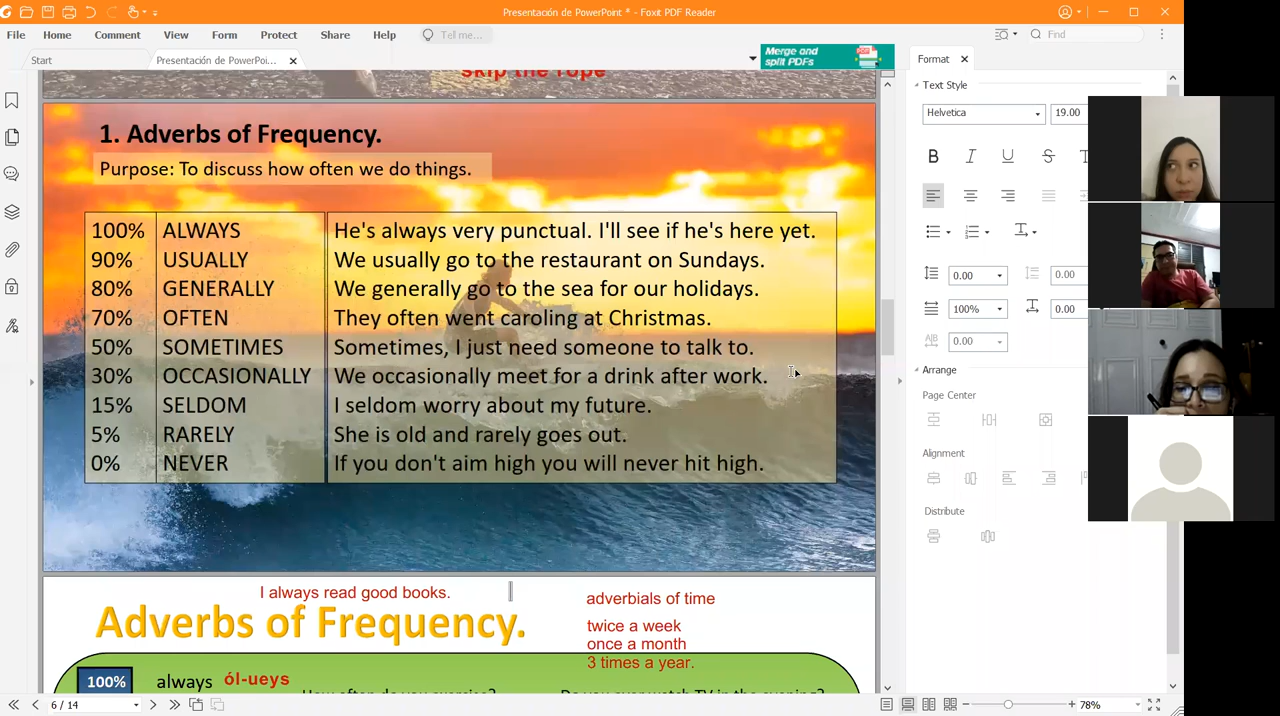 Presentación de PowerPoint * - Foxit PDF Reader
File Home Comment View Form Protect Share Help Tell me... Find
Start Presentación de PowerPoi... Merge and split PDFs
skip the rope
1. Adverbs of Frequency.
Purpose: To discuss how often we do things.
100% ALWAYS He's always very punctual. I'll see if he's here yet.
90% USUALLY We usually go to the restaurant on Sundays.
80% GENERALLY We generally go to the sea for our holidays.
70% OFTEN They often went caroling at Christmas.
50% SOMETIMES Sometimes, I just need someone to talk to.
30% OCCASIONALLY We occasionally meet for a drink after work.
15% SELDOM I seldom worry about my future.
5% RARELY She is old and rarely goes out.
0% NEVER If you don't aim high you will never hit high.
I always read good books.
Adverbs of Frequency.
adverbials of time
twice a week
once a month
3 times a year.
100% always ól-ueys How often do you exercise? Do you ever watch TV in the evening?
6 / 14 78%
Format
Text Style
Helvetica 19.00
B I U S T
0.00 0.00
100% 0.00
0.00
Arrange
Page Center
Alignment
Distribute